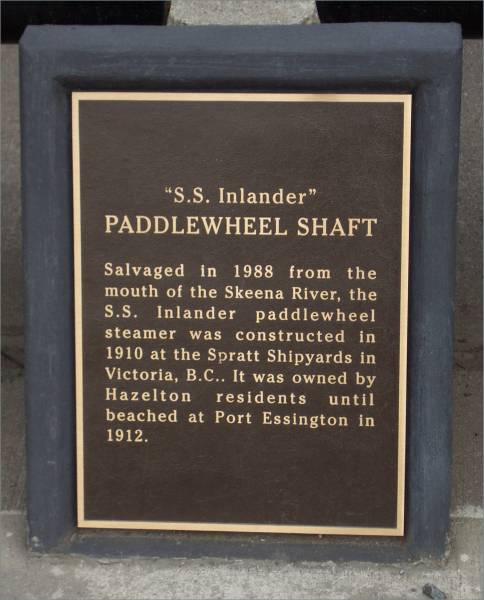 “S.S. Inlander”
PADDLEWHEEL SHAFT
Salvaged in 1988 from the
mouth of the Skeena River, the
S.S. Inlander paddlewheel
steamer was constructed in
1910 at the Spratt Shipyards in
Victoria, B.C.. It was owned by
Hazelton residents until
beached at Port Essington in
1912.